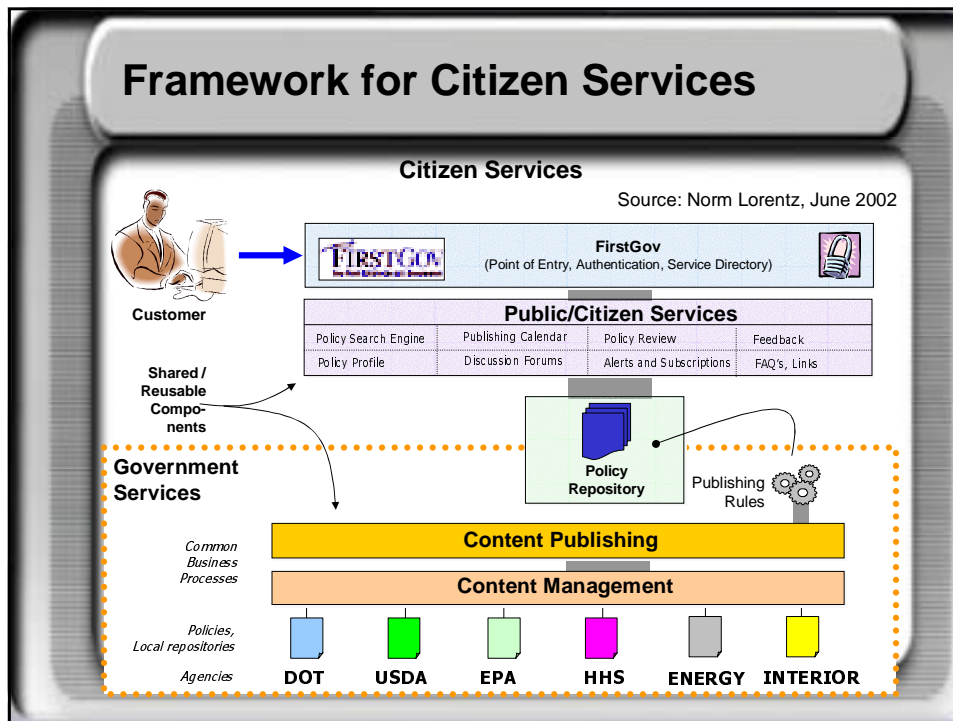 Framework for Citizen Services
Citizen Services
Source: Norm Lorentz, June 2002
FIRSTGOV
FirstGov
(Point of Entry, Authentication, Service Directory)
Customer
Public/Citizen Services
Policy Search Engine
Publishing Calendar
Policy Review
Feedback
Policy Profile
Discussion Forums
Alerts and Subscriptions
FAQ's, Links
Shared /
Reusable
Compo-
nents
Government
Services
Policy
Repository
Publishing
Rules
Common
Business
Processes
Content Publishing
Content Management
Policies,
Local repositories
Agencies
DOT
USDA
EPA
HHS
ENERGY
INTERIOR